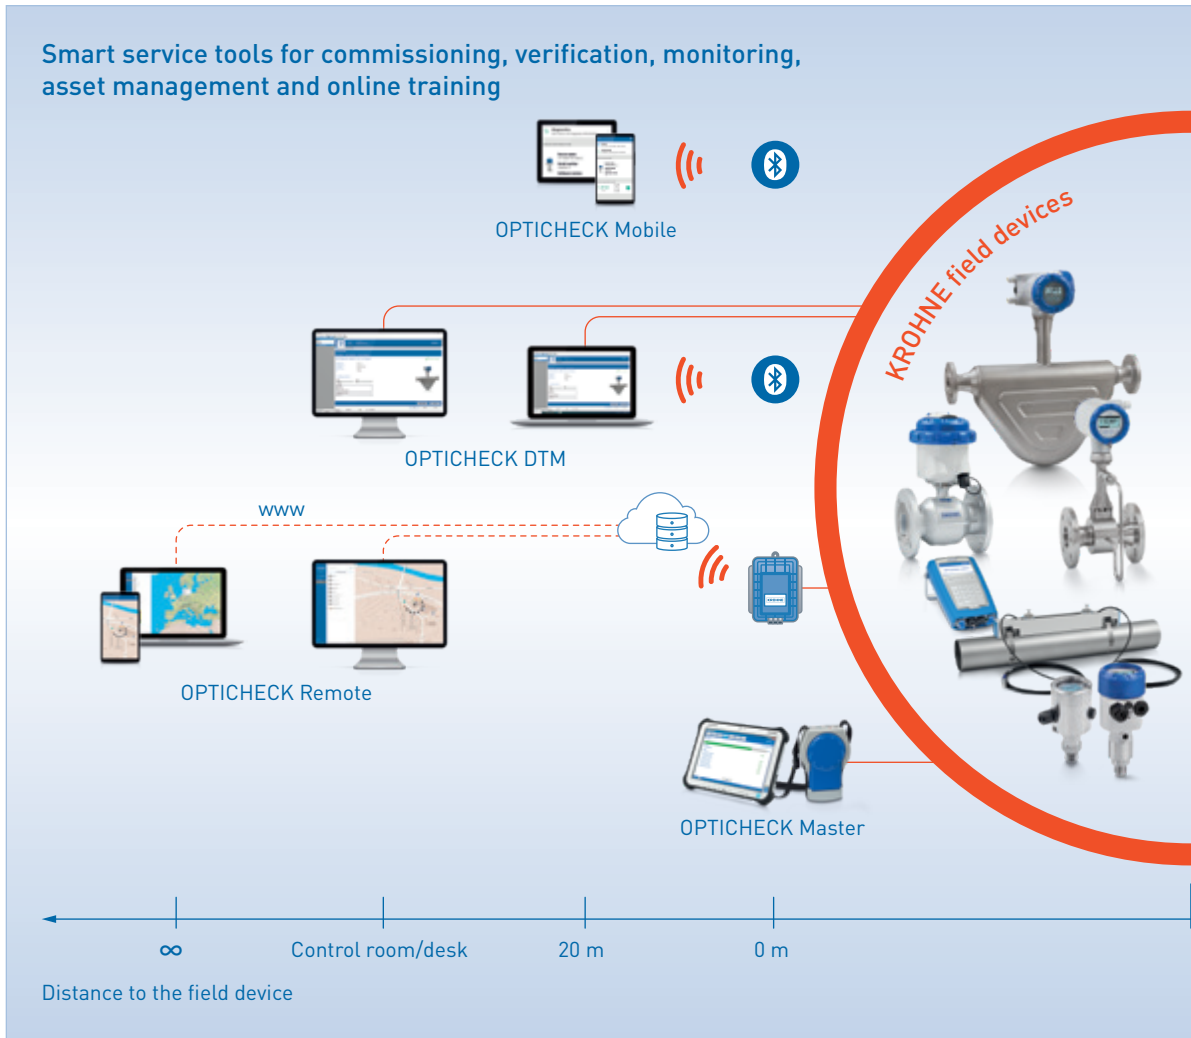 Smart service tools for commissioning, verification, monitoring,
asset management and online training
OPTICHECK Mobile
KROHNE field devices
OPTICHECK DTM
www
OPTICHECK Remote
OPTICHECK Master
∞
Control room/desk
20 m
0 m
Distance to the field device